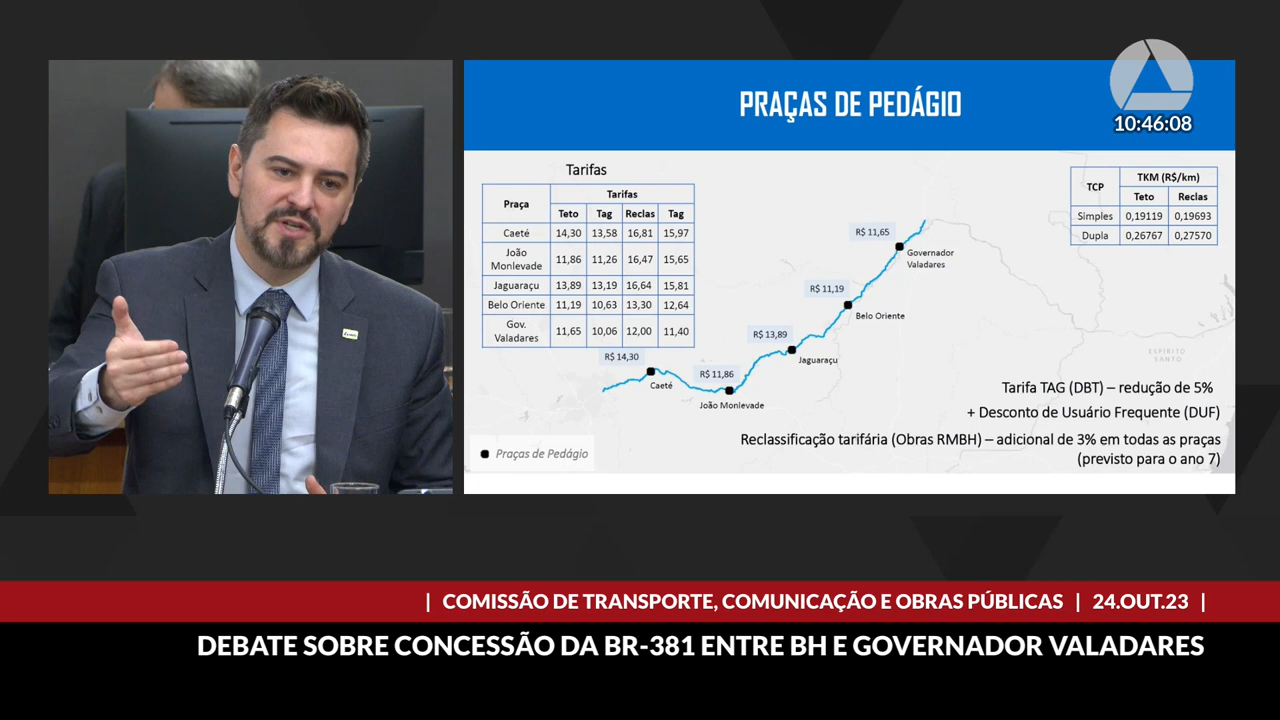 PRAÇAS DE PEDÁGIO
10:46:08
Tarifas
Praça Tarifas
Teto Tag Reclas Tag
Caeté 14,30 13,58 16,81 15,97
João Monlevade 11,86 11,26 16,47 15,65
Jaguaraçu 13,89 13,19 16,64 15,81
Belo Oriente 11,19 10,63 13,30 12,64
Gov. Valadares 11,65 10,06 12,00 11,40
TCP TKM (R$/km)
Teto Reclas
Simples 0,19119 0,19693
Dupla 0,26767 0,27570
R$ 11,65
Governador
Valadares
R$ 11,19
Belo Oriente
R$ 13,89
Jaguaraçu
R$ 14,30
Caeté
R$ 11,86
João Monlevade
ESPÍRITO
SANTO
Praças de Pedágio
Tarifa TAG (DBT) – redução de 5%
+ Desconto de Usuário Frequente (DUF)
Reclassificação tarifária (Obras RMBH) – adicional de 3% em todas as praças
(previsto para o ano 7)
| COMISSÃO DE TRANSPORTE, COMUNICAÇÃO E OBRAS PÚBLICAS | 24.OUT.23 |
DEBATE SOBRE CONCESSÃO DA BR-381 ENTRE BH E GOVERNADOR VALADARES